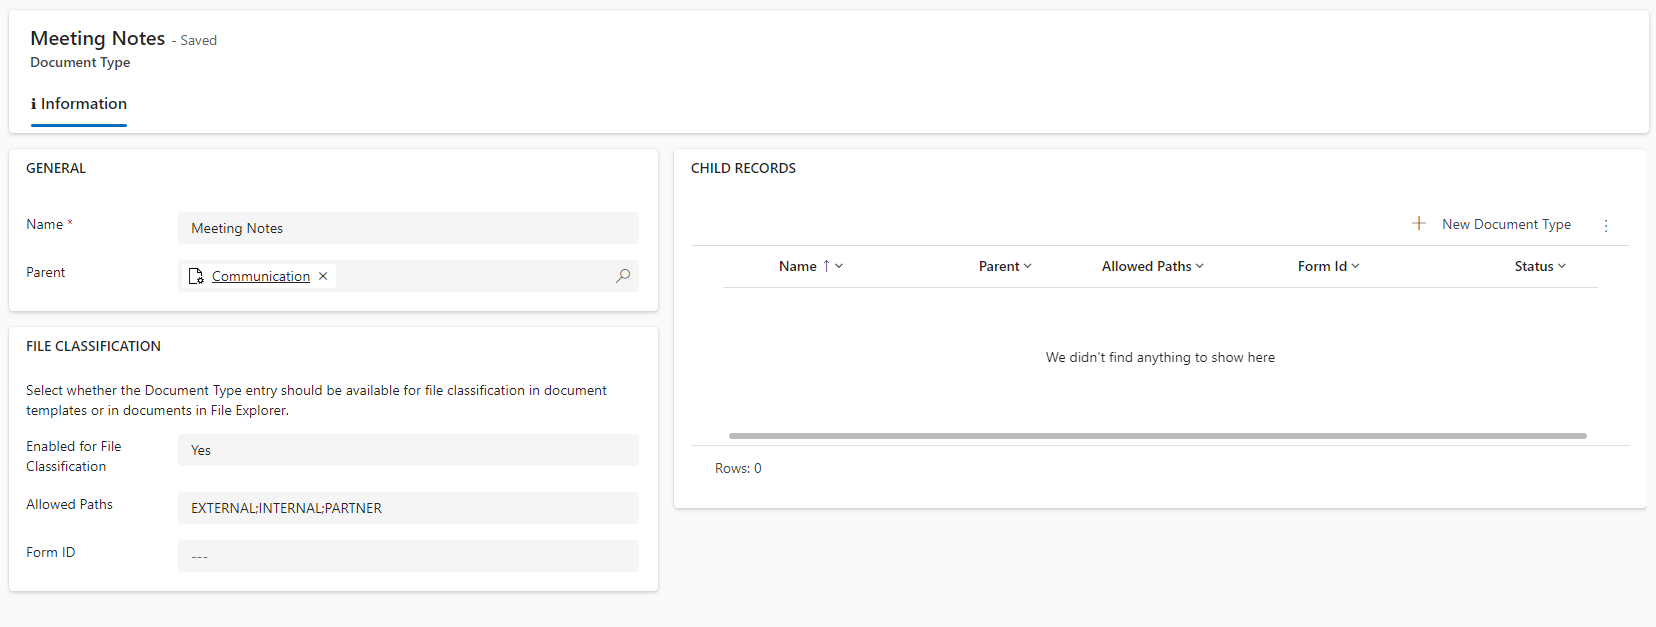 Meeting Notes - Saved
Document Type
Information
GENERAL
Name *
Meeting Notes
Parent
Communication
FILE CLASSIFICATION
Select whether the Document Type entry should be available for file classification in document
templates or in documents in File Explorer.
Enabled for File
Classification
Yes
Allowed Paths
EXTERNAL;INTERNAL;PARTNER
Form ID
---
CHILD RECORDS
New Document Type
Name Parent Allowed Paths Form Id Status
We didn't find anything to show here
Rows: 0